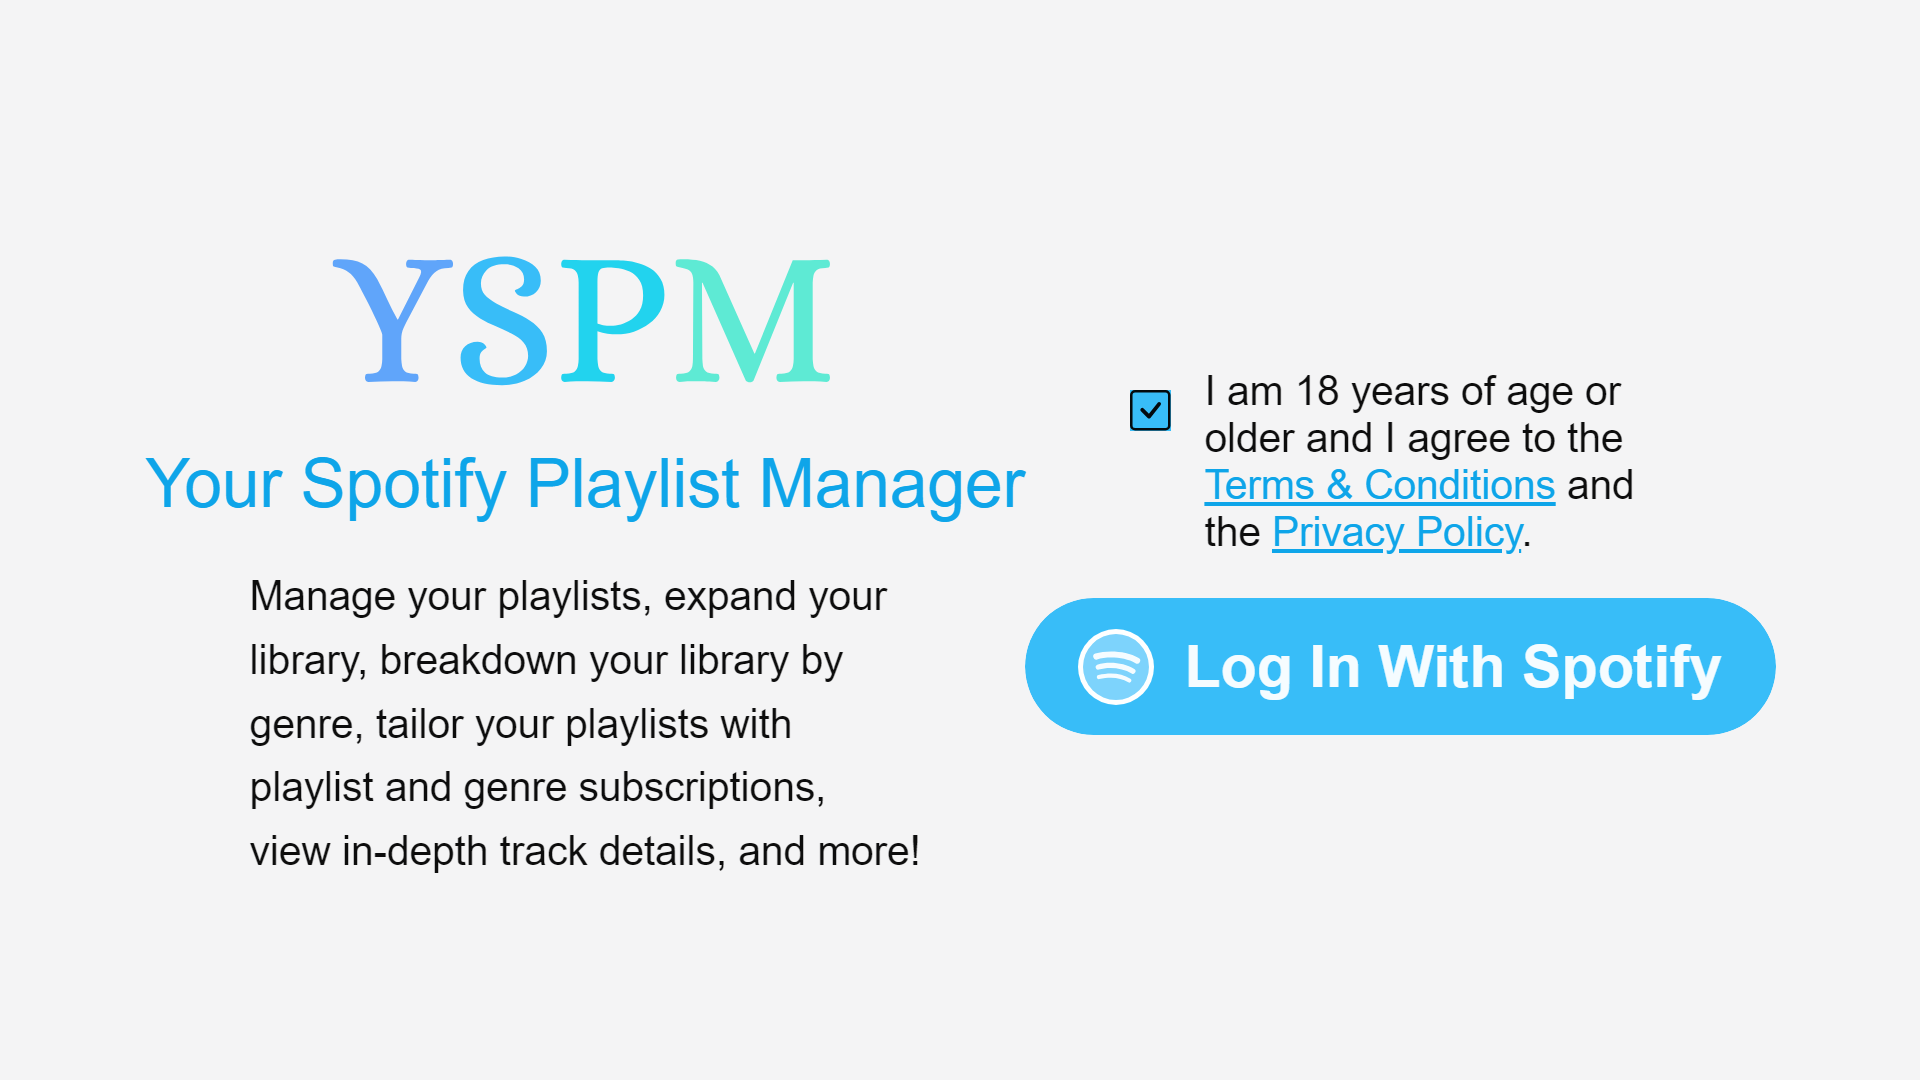 YSPM
Your Spotify Playlist Manager
Manage your playlists, expand your
library, breakdown your library by
genre, tailor your playlists with
playlist and genre subscriptions,
view in-depth track details, and more!
I am 18 years of age or
older and I agree to the
Terms & Conditions and
the Privacy Policy.
Log In With Spotify